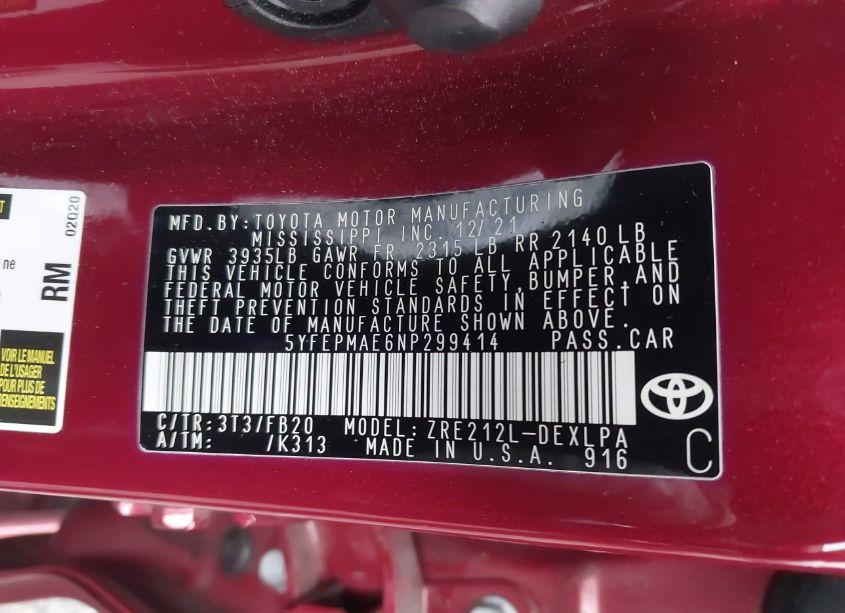 T
02Q20
ne
RM
VOIR LE MANUEL
DE L'USAGER
POUR PLUS DE
RENSEIGNEMENTS
MFD.BY:TOYOTA MOTOR MANUFACTURING
MISSISSIPPI, INC. 12/21
GVWR 3935LB GAWR FR 2315LB RR 2140LB
THIS VEHICLE CONFORMS TO ALL APPLICABLE
FEDERAL MOTOR VEHICLE SAFETY,BUMPER,AND
THEFT PREVENTION STANDARDS IN EFFECT ON
THE DATE OF MANUFACTURE SHOWN ABOVE.
5YFEPMAE6NP299414 PASS.CAR
C/TR:3T3/FB20 MODEL:ZRE212L-DEXLPA
A/TM: /K313 MADE IN U.S.A. 916
C